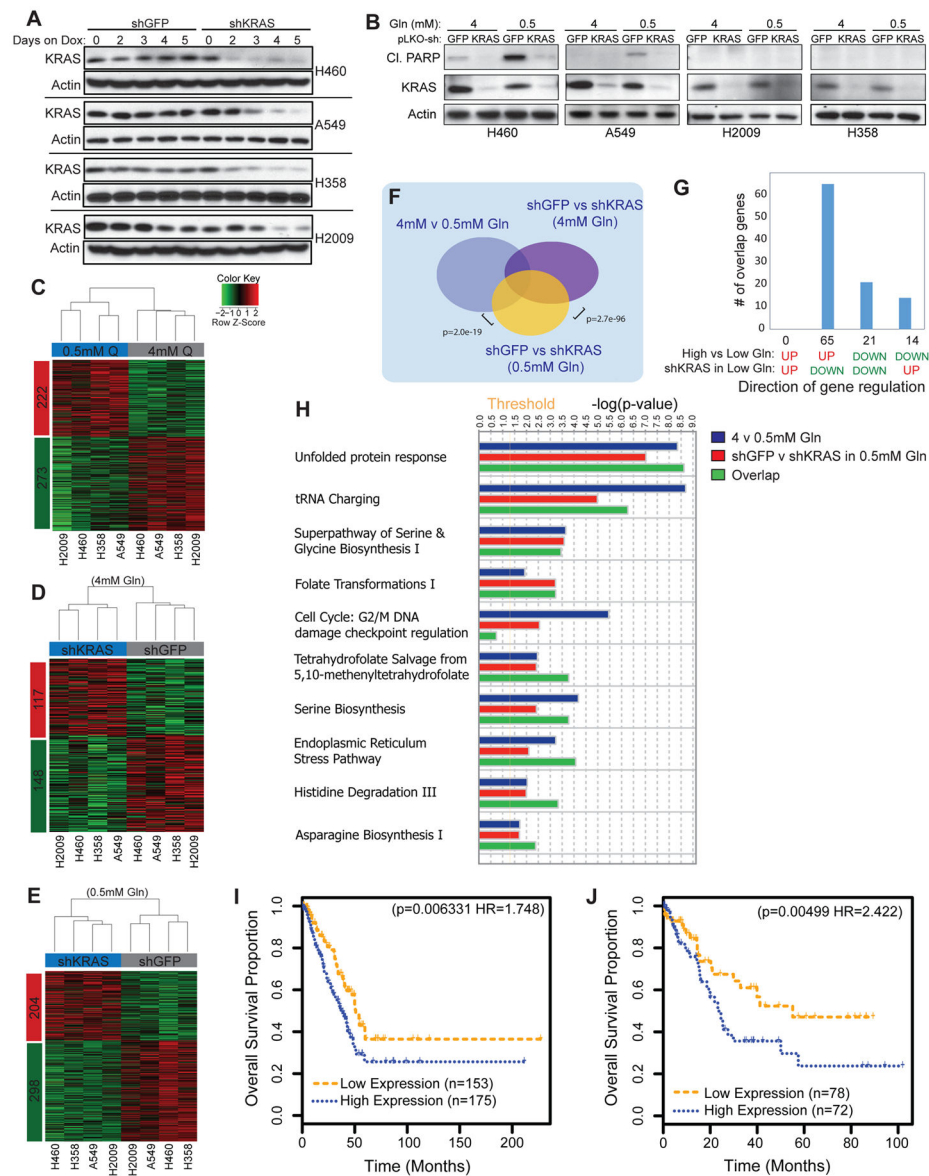 A
shGFP shKRAS
Days on Dox: 0 2 3 4 5 0 2 3 4 5
KRAS
Actin
H460
KRAS
Actin
A549
KRAS
Actin
H358
KRAS
Actin
H2009
B
Gln (mM): 4 0.5 4 0.5 4 0.5 4 0.5
pLKO-sh: GFP KRAS GFP KRAS GFP KRAS GFP KRAS GFP KRAS GFP KRAS GFP KRAS GFP KRAS
Cl. PARP
KRAS
Actin
H460 A549 H2009 H358
C
Color Key
-2 -1 0 1 2
Row Z-Score
0.5mM Q 4mM Q
222
273
H2009 H460 H358 A549 H460 A549 H358 H2009
D
(4mM Gln)
shKRAS shGFP
117
148
H2009 H460 H358 A549 H460 A549 H358 H2009
E
(0.5mM Gln)
shKRAS shGFP
204
298
H460 H358 A549 H2009 H2009 A549 H460 H358
F
4mM v 0.5mM Gln
shGFP vs shKRAS
(4mM Gln)
p=2.0e-19
p=2.7e-96
shGFP vs shKRAS
(0.5mM Gln)
G
# of overlap genes
60
50
40
30
20
10
0
0 65 21 14
High vs Low Gln: UP UP DOWN DOWN
shKRAS in Low Gln: UP DOWN DOWN UP
Direction of gene regulation
H
Threshold -log(p-value)
0.0 0.5 1.0 1.5 2.0 2.5 3.0 3.5 4.0 4.5 5.0 5.5 6.0 6.5 7.0 7.5 8.0 8.5 9.0
4 v 0.5mM Gln
shGFP v shKRAS in 0.5mM Gln
Overlap
Unfolded protein response
tRNA Charging
Superpathway of Serine &
Glycine Biosynthesis I
Folate Transformations I
Cell Cycle: G2/M DNA
damage checkpoint regulation
Tetrahydrofolate Salvage from
5,10-methenyltetrahydrofolate
Serine Biosynthesis
Endoplasmic Reticulum
Stress Pathway
Histidine Degradation III
Asparagine Biosynthesis I
I
(p=0.006331 HR=1.748)
Overall Survival Proportion
1.0
0.8
0.6
0.4
0.2
0.0
Low Expression (n=153)
High Expression (n=175)
0 50 100 150 200
Time (Months)
J
(p=0.00499 HR=2.422)
Overall Survival Proportion
1.0
0.8
0.6
0.4
0.2
0.0
Low Expression (n=78)
High Expression (n=72)
0 20 40 60 80 100
Time (Months)